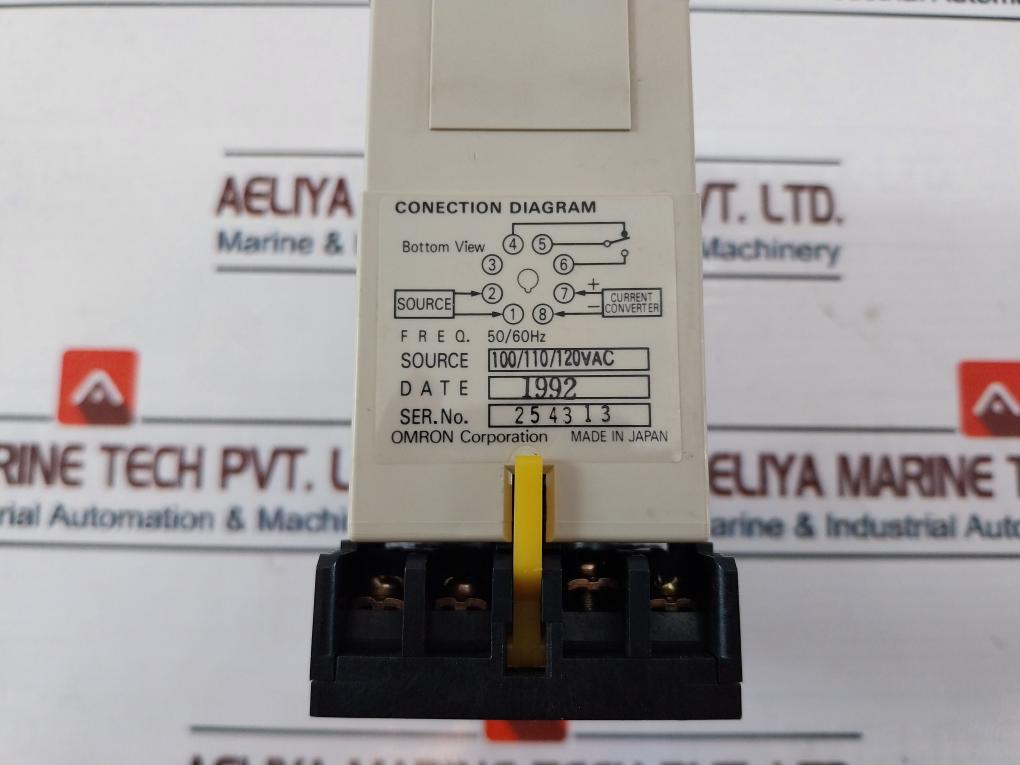 AELIYA
VT. LTD.
Marine &
Machinery
CONECTION DIAGRAM
Bottom View
4 5
3 6
2 7 +
SOURCE
CURRENT
CONVERTER
1 8 −
FREQ. 50/60Hz
SOURCE 100/110/120VAC
DATE 1992
SER.No. 254313
OMRON Corporation MADE IN JAPAN
RINE TECH PVT. L
AELIYA MARINE T
rial Automation & Machi
arine & Industrial Auto